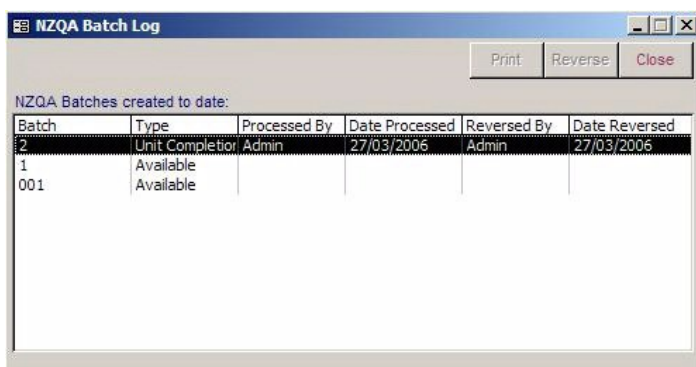 NZQA Batch Log
Print Reverse Close
NZQA Batches created to date:
Batch Type Processed By Date Processed Reversed By Date Reversed
2 Unit Completior Admin 27/03/2006 Admin 27/03/2006
1 Available
001 Available